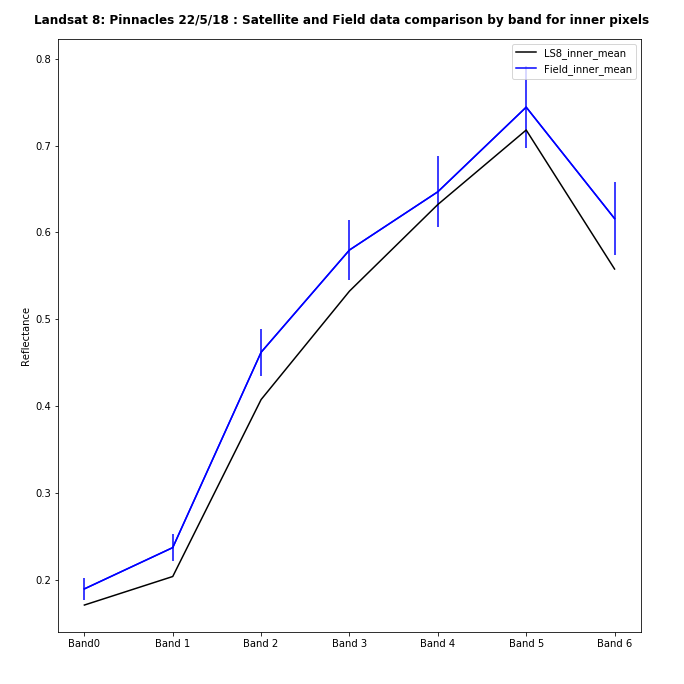 Landsat 8: Pinnacles 22/5/18 : Satellite and Field data comparison by band for inner pixels
LS8_inner_mean
Field_inner_mean
0.8
0.7
0.6
0.5
0.4
0.3
0.2
Reflectance
Band0 Band 1 Band 2 Band 3 Band 4 Band 5 Band 6